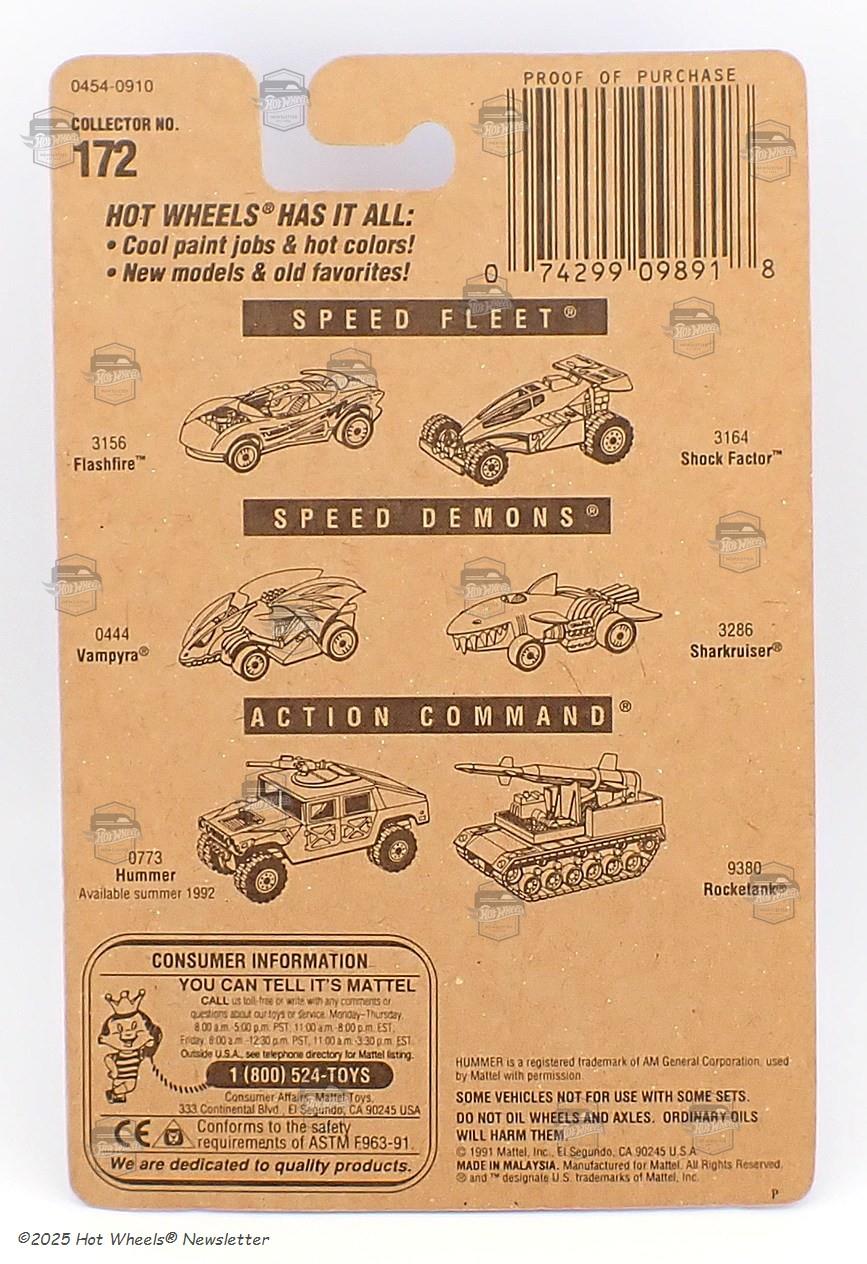 0454-0910
COLLECTOR NO.
172
PROOF OF PURCHASE
0 74299 09891 8
HOT WHEELS® HAS IT ALL:
• Cool paint jobs & hot colors!
• New models & old favorites!
SPEED FLEET®
3156
Flashfire™
3164
Shock Factor™
SPEED DEMONS®
0444
Vampyra®
3286
Sharkruiser®
ACTION COMMAND®
0773
Hummer
Available summer 1992
9380
Rocketank®
CONSUMER INFORMATION
YOU CAN TELL IT'S MATTEL
CALL us toll-free or write with any comments or
questions about our toys or service. Monday-Thursday,
8:00 a.m.-5:00 p.m. PST, 11:00 a.m.-8:00 p.m. EST,
Friday, 8:00 a.m.-12:30 p.m. PST, 11:00 a.m.-3:30 p.m. EST.
Outside U.S.A., see telephone directory for Mattel listing.
1 (800) 524-TOYS
Consumer Affairs, Mattel Toys,
333 Continental Blvd., El Segundo, CA 90245 USA
CE Conforms to the safety
requirements of ASTM F963-91.
We are dedicated to quality products.
HUMMER is a registered trademark of AM General Corporation, used
by Mattel with permission.
SOME VEHICLES NOT FOR USE WITH SOME SETS.
DO NOT OIL WHEELS AND AXLES. ORDINARY OILS
WILL HARM THEM.
© 1991 Mattel, Inc., El Segundo, CA 90245 U.S.A.
MADE IN MALAYSIA. Manufactured for Mattel. All Rights Reserved.
® and ™ designate U.S. trademarks of Mattel, Inc.
P
©2025 Hot Wheels® Newsletter